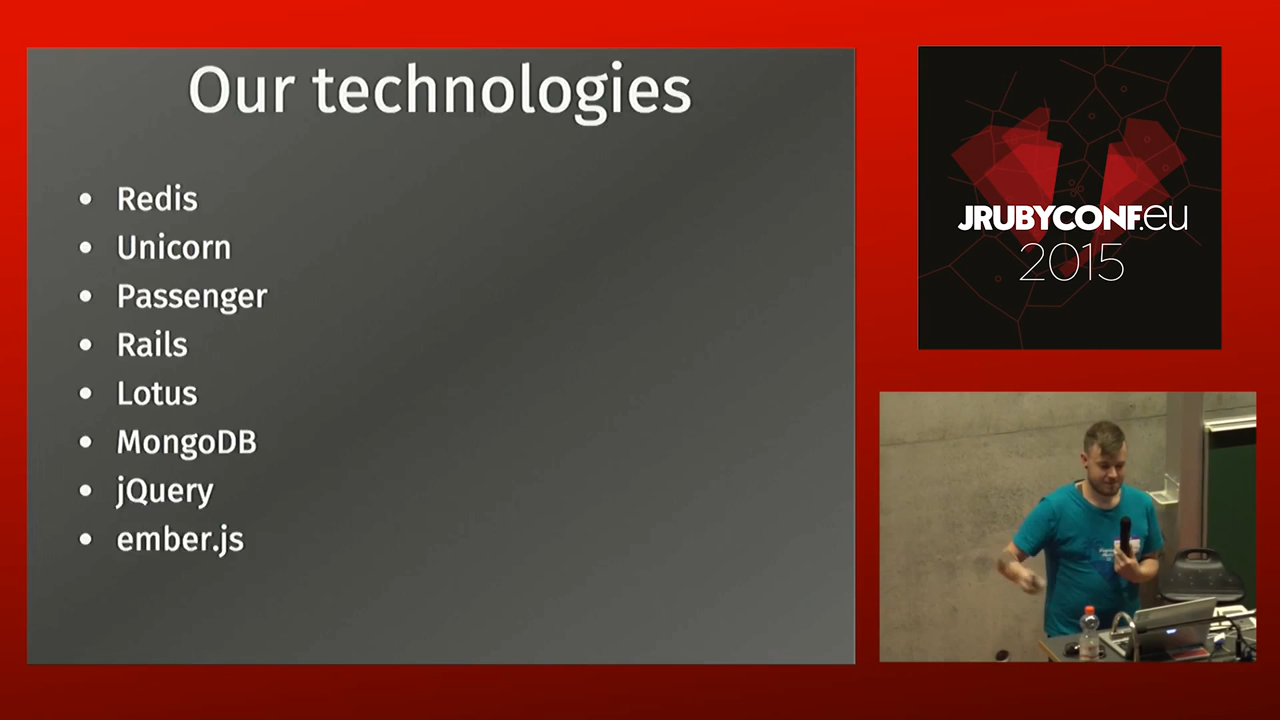 Our technologies
Redis
Unicorn
Passenger
Rails
Lotus
MongoDB
jQuery
ember.js
JRUBYCONF.eu
2015